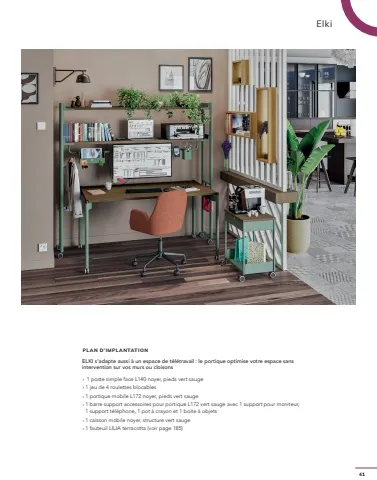 Elki
PLAN D'IMPLANTATION
ELKI s'adapte aussi à un espace de télétravail : le portique optimise votre espace sans
intervention sur vos murs ou cloisons
• 1 poste simple face L140 noyer, pieds vert sauge
• 1 jeu de 4 roulettes blocables
• 1 portique mobile L172 noyer, pieds vert sauge
• 1 barre support accessoires pour portique L172 vert sauge avec 1 support pour moniteur,
1 support téléphone, 1 pot à crayon et 1 boite à objets
• 1 caisson mobile noyer, structure vert sauge
• 1 fauteuil LILIA terracotta (voir page 185)
41